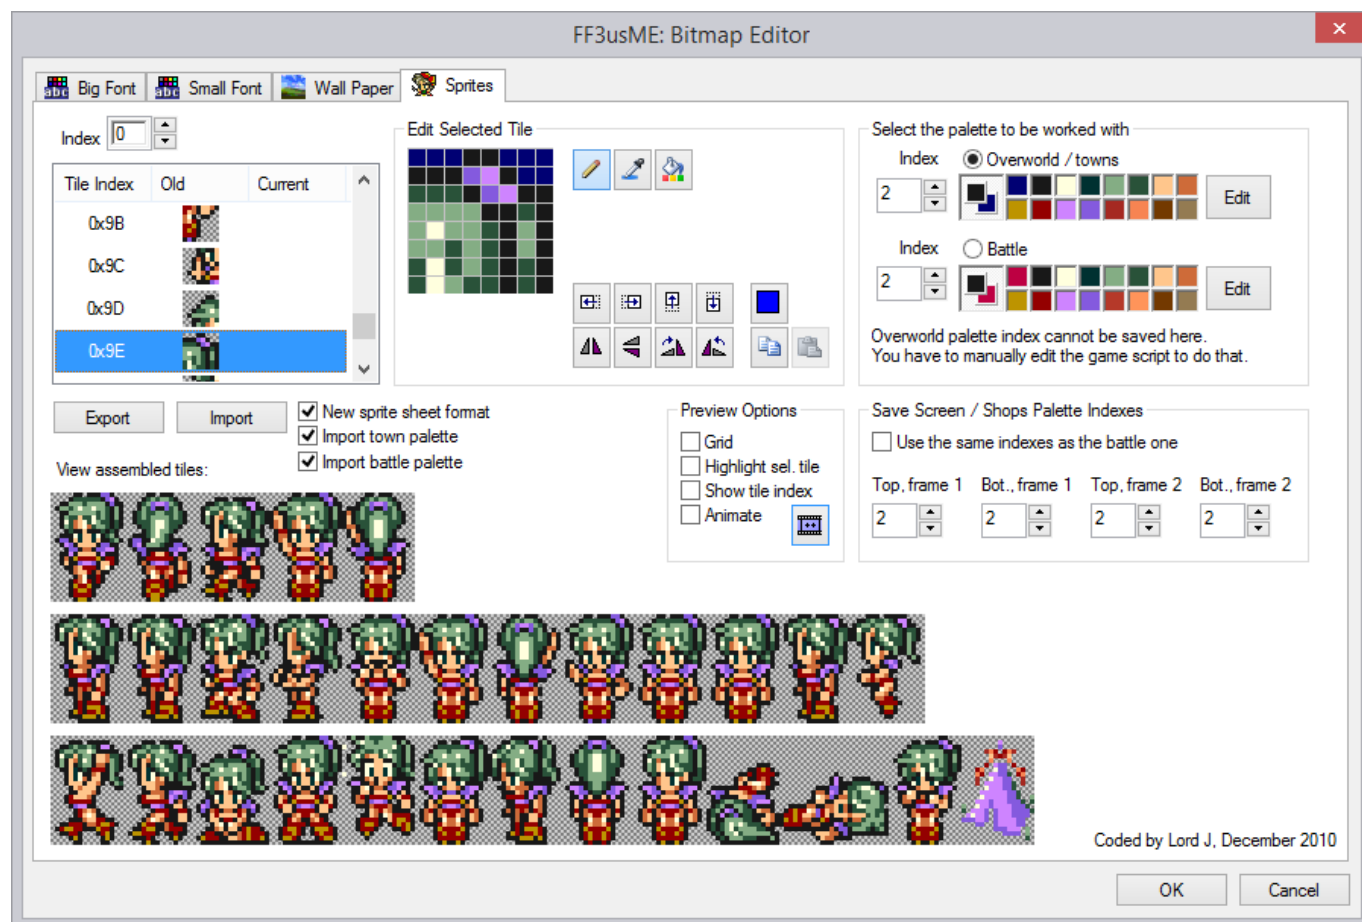 FF3usME: Bitmap Editor
Big Font
Small Font
Wall Paper
Sprites
Index 0
Tile Index Old Current
0x9B
0x9C
0x9D
0x9E
Edit Selected Tile
Select the palette to be worked with
Index Overworld / towns
2 Edit
Index Battle
2 Edit
Overworld palette index cannot be saved here.
You have to manually edit the game script to do that.
Export Import
New sprite sheet format
Import town palette
Import battle palette
View assembled tiles:
Preview Options
Grid
Highlight sel. tile
Show tile index
Animate
Save Screen / Shops Palette Indexes
Use the same indexes as the battle one
Top, frame 1 Bot., frame 1 Top, frame 2 Bot., frame 2
2 2 2 2
Coded by Lord J, December 2010
OK Cancel